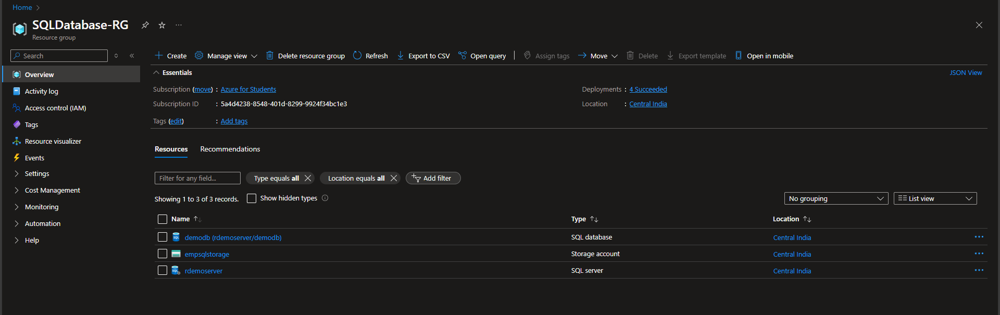 Home
SQLDatabase-RG
Resource group
Search
Overview
Activity log
Access control (IAM)
Tags
Resource visualizer
Events
Settings
Cost Management
Monitoring
Automation
Help
Create Manage view Delete resource group Refresh Export to CSV Open query Assign tags Move Delete Export template Open in mobile
Essentials JSON View
Subscription (move) : Azure for Students Deployments : 4 Succeeded
Subscription ID : 5a4d4238-8548-401d-8299-9924f34bc1e3 Location : Central India
Tags (edit) : Add tags
Resources Recommendations
Filter for any field... Type equals all Location equals all Add filter
Showing 1 to 3 of 3 records. Show hidden types No grouping List view
Name Type Location
demodb (rdemoserver/demodb) SQL database Central India
empsqlstorage Storage account Central India
rdemoserver SQL server Central India